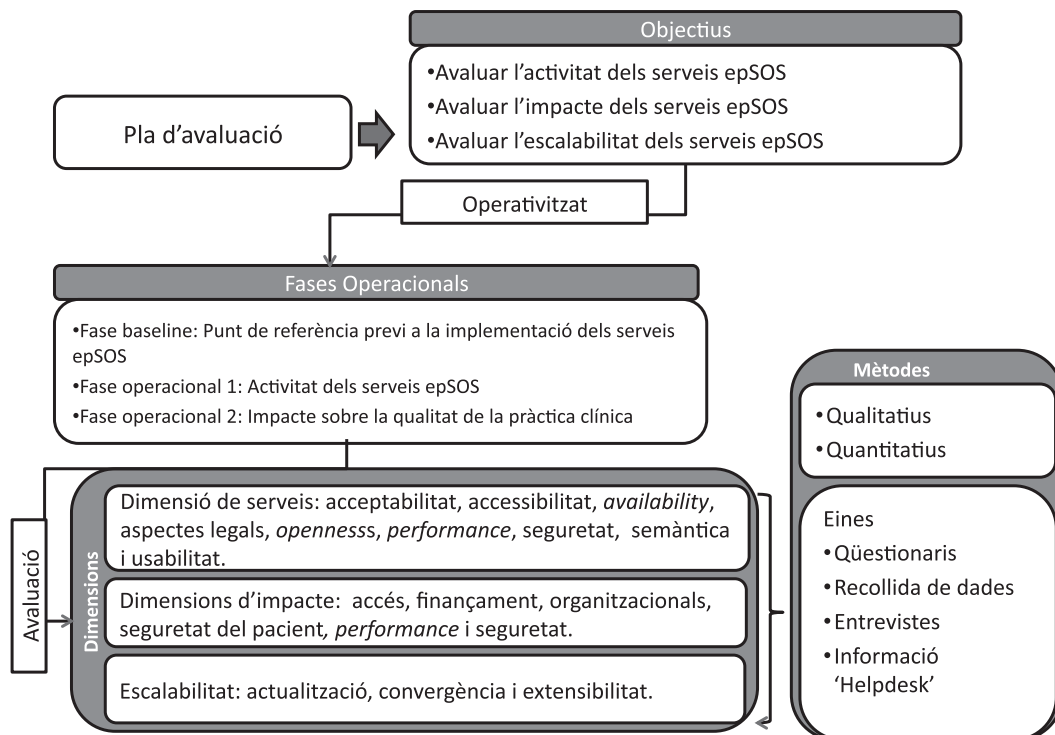 Objectius
•Avaluar l’activitat dels serveis epSOS
•Avaluar l’impacte dels serveis epSOS
•Avaluar l’escalabilitat dels serveis epSOS
Pla d’avaluació
Operativitzat
Fases Operacionals
•Fase baseline: Punt de referència previ a la implementació dels serveis
epSOS
•Fase operacional 1: Activitat dels serveis epSOS
•Fase operacional 2: Impacte sobre la qualitat de la pràctica clínica
Avaluació
Dimensions
Dimensió de serveis: acceptabilitat, accessibilitat, availability,
aspectes legals, opennesss, performance, seguretat, semàntica
i usabilitat.
Dimensions d’impacte: accés, finançament, organitzacionals,
seguretat del pacient, performance i seguretat.
Escalabilitat: actualització, convergència i extensibilitat.
Mètodes
•Qualitatius
•Quantitatius
Eines
•Qüestionaris
•Recollida de dades
•Entrevistes
•Informació
‘Helpdesk’